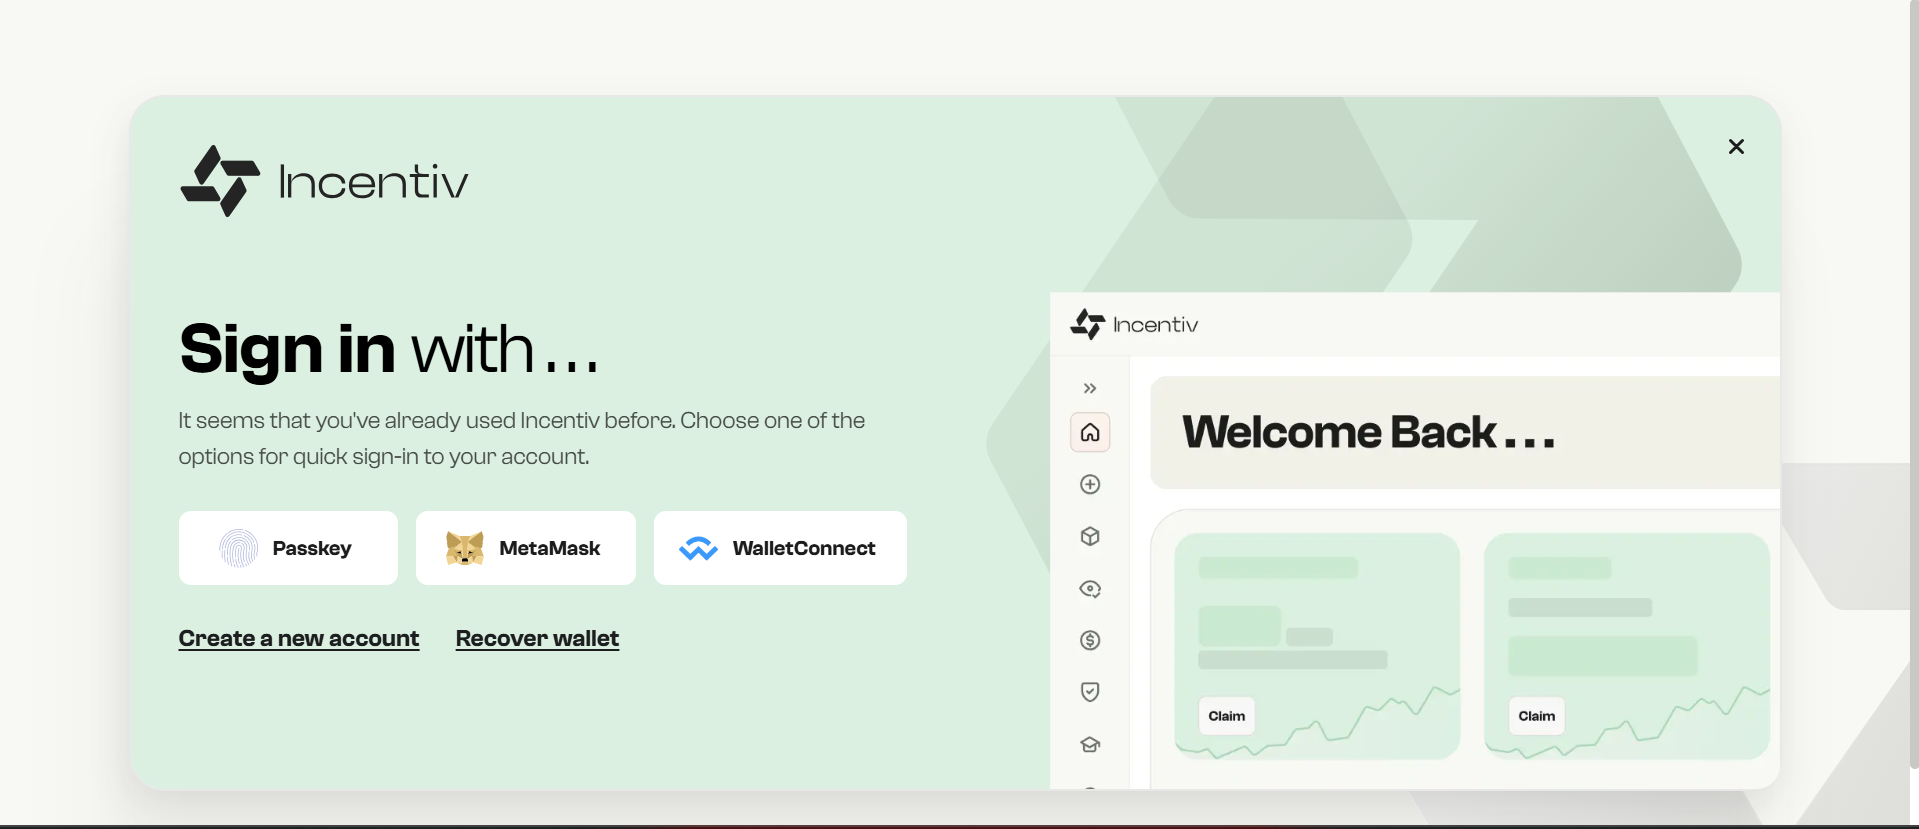 Incentiv
Sign in with...
It seems that you've already used Incentiv before. Choose one of the
options for quick sign-in to your account.
Passkey
MetaMask
WalletConnect
Create a new account
Recover wallet
Incentiv
Welcome Back...
Claim
Claim